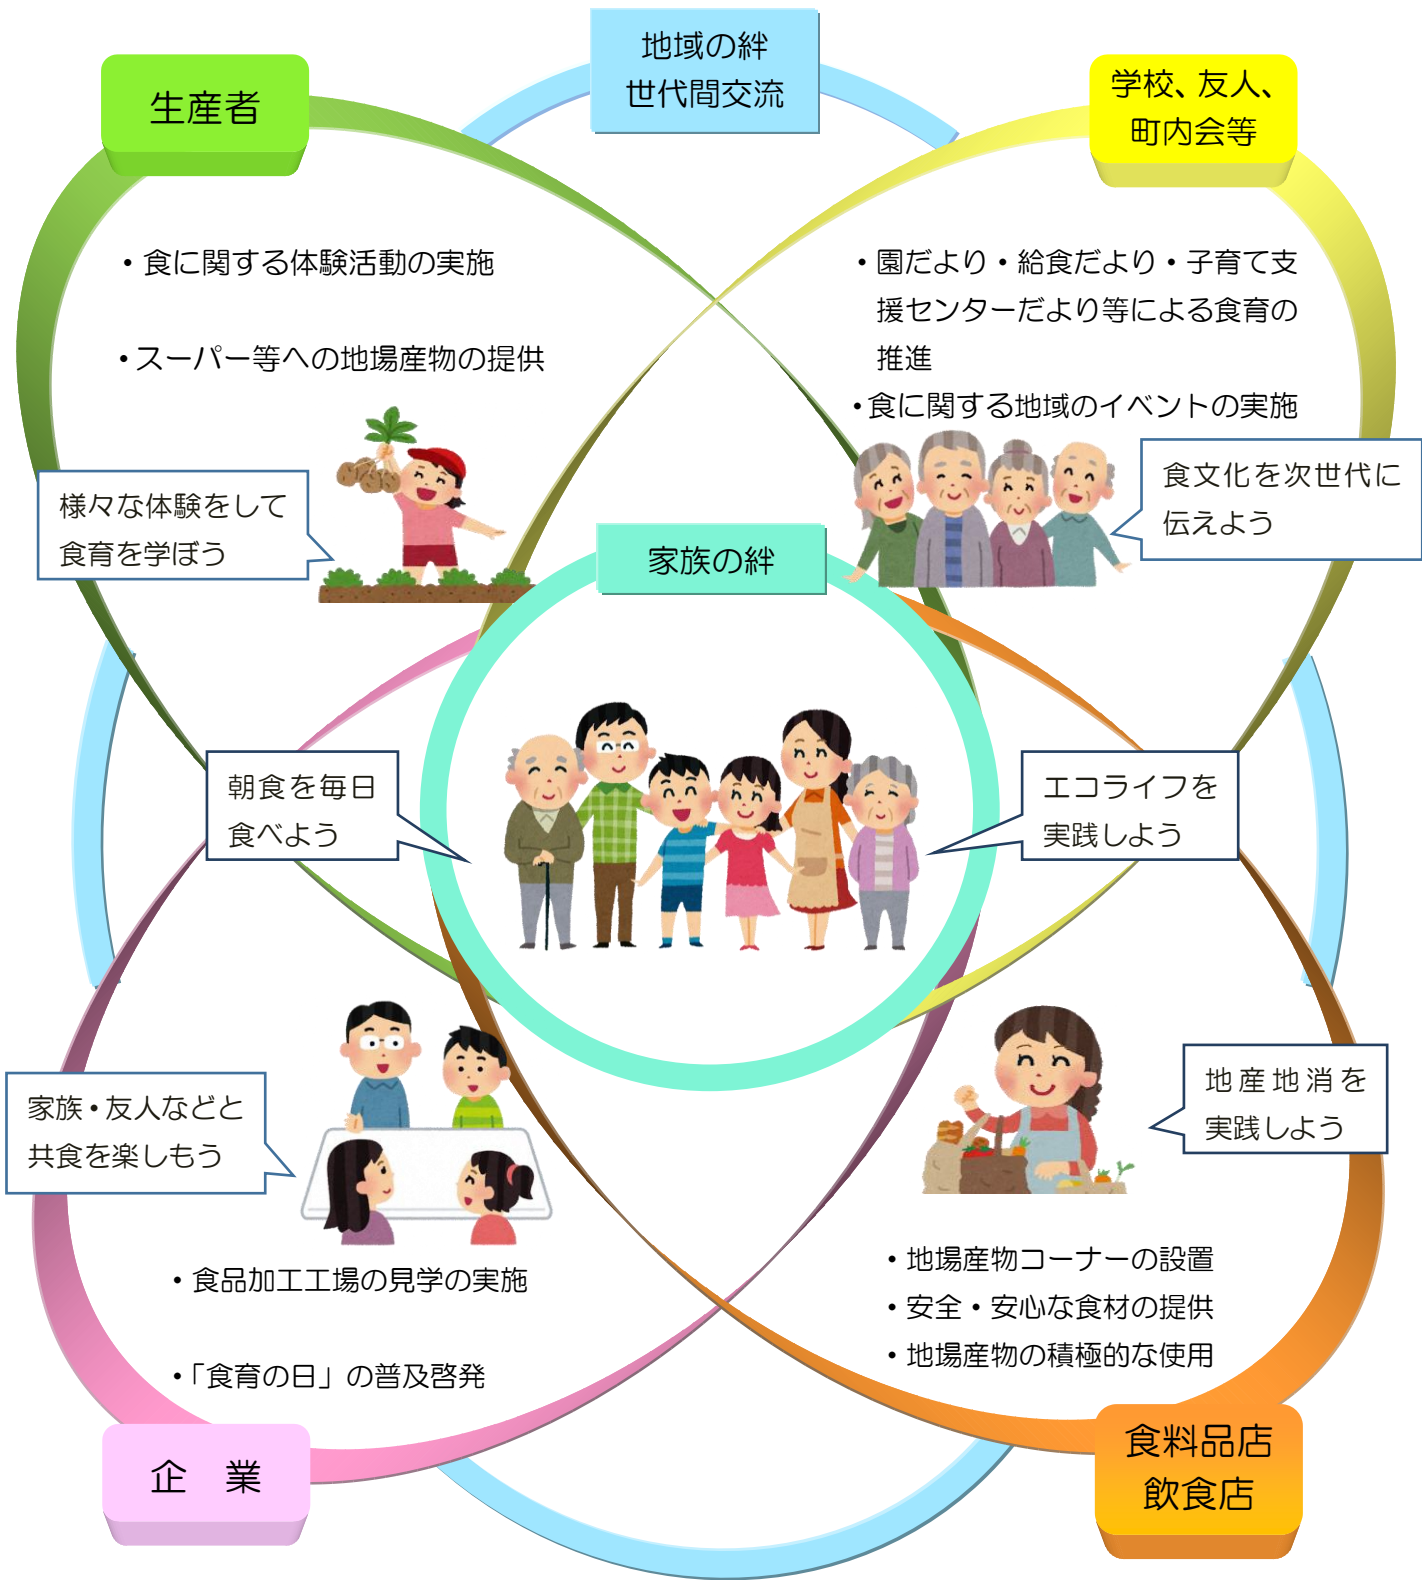 地域の絆
世代間交流
生産者
学校、友人、
町内会等
・食に関する体験活動の実施
・スーパー等への地場産物の提供
・園だより・給食だより・子育て支
援センターだより等による食育の
推進
・食に関する地域のイベントの実施
様々な体験をして
食育を学ぼう
食文化を次世代に
伝えよう
家族の絆
朝食を毎日
食べよう
エコライフを
実践しよう
家族・友人などと
共食を楽しもう
地産地消を
実践しよう
・食品加工工場の見学の実施
・「食育の日」の普及啓発
・地場産物コーナーの設置
・安全・安心な食材の提供
・地場産物の積極的な使用
企　業
食料品店
飲食店